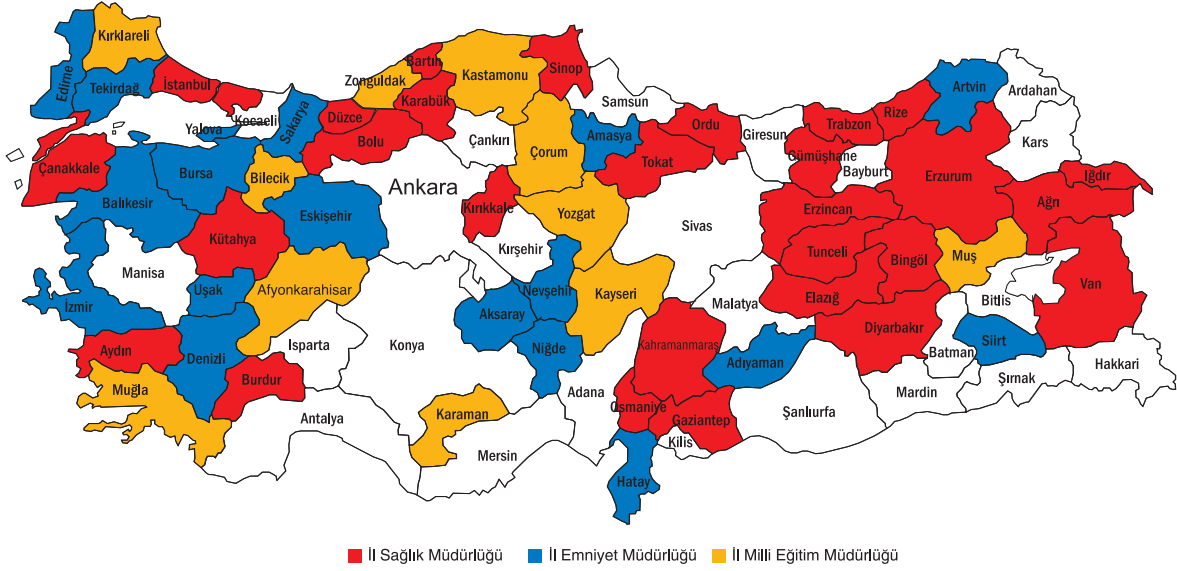 Kırklareli
Edirne
Tekirdağ
İstanbul
Kocaeli
Yalova
Sakarya
Düzce
Bolu
Zonguldak
Bartın
Karabük
Kastamonu
Sinop
Samsun
Çankırı
Çorum
Amasya
Tokat
Ordu
Giresun
Trabzon
Gümüşhane
Bayburt
Rize
Artvin
Ardahan
Kars
Erzurum
Iğdır
Ağrı
Çanakkale
Balıkesir
Bursa
Bilecik
Eskişehir
Ankara
Kırıkkale
Yozgat
Kırşehir
Sivas
Erzincan
Tunceli
Bingöl
Muş
Van
Bitlis
Kütahya
Manisa
Uşak
Afyonkarahisar
İzmir
Aydın
Denizli
Isparta
Burdur
Muğla
Antalya
Konya
Aksaray
Nevşehir
Niğde
Kayseri
Malatya
Elazığ
Diyarbakır
Batman
Siirt
Şırnak
Hakkari
Mardin
Kahramanmaraş
Adıyaman
Şanlıurfa
Gaziantep
Kilis
Osmaniye
Hatay
Adana
Mersin
Karaman
İl Sağlık Müdürlüğü
İl Emniyet Müdürlüğü
İl Milli Eğitim Müdürlüğü